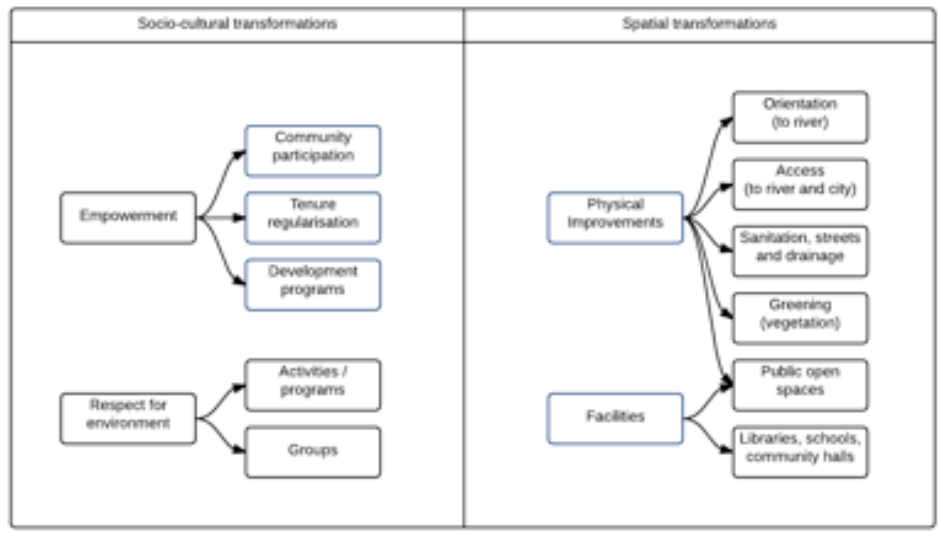 Socio-cultural transformations
Spatial transformations
Empowerment
Community
participation
Tenure
regularisation
Development
programs
Respect for
environment
Activities /
programs
Groups
Physical
Improvements
Orientation
(to river)
Access
(to river and city)
Sanitation, streets
and drainage
Greening
(vegetation)
Public open
spaces
Facilities
Libraries, schools,
community halls